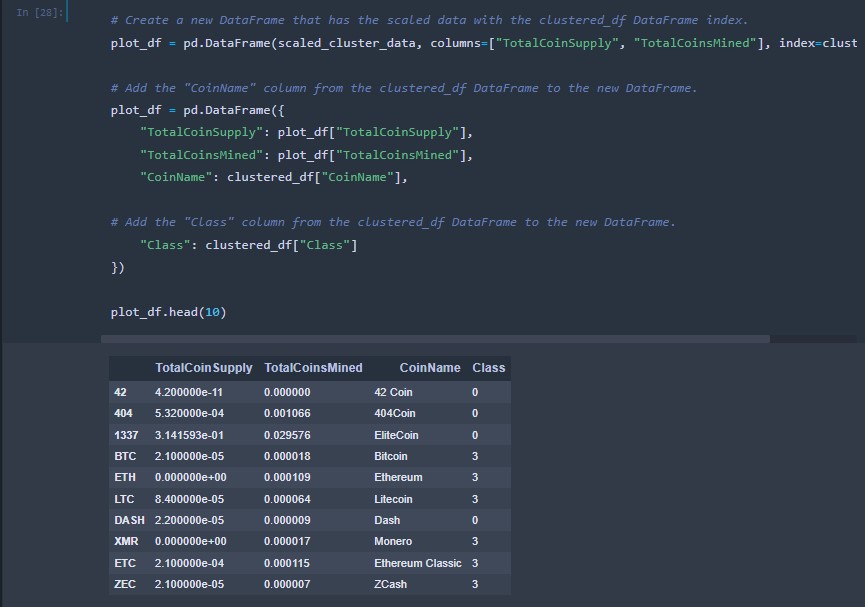 In [28]:
# Create a new DataFrame that has the scaled data with the clustered_df DataFrame index.
plot_df = pd.DataFrame(scaled_cluster_data, columns=["TotalCoinSupply", "TotalCoinsMined"], index=clust
# Add the "CoinName" column from the clustered_df DataFrame to the new DataFrame.
plot_df = pd.DataFrame({
"TotalCoinSupply": plot_df["TotalCoinSupply"],
"TotalCoinsMined": plot_df["TotalCoinsMined"],
"CoinName": clustered_df["CoinName"],
# Add the "Class" column from the clustered_df DataFrame to the new DataFrame.
"Class": clustered_df["Class"]
})
plot_df.head(10)
TotalCoinSupply TotalCoinsMined CoinName Class
42 4.200000e-11 0.000000 42 Coin 0
404 5.320000e-04 0.001066 404Coin 0
1337 3.141593e-01 0.029576 EliteCoin 0
BTC 2.100000e-05 0.000018 Bitcoin 3
ETH 0.000000e+00 0.000109 Ethereum 3
LTC 8.400000e-05 0.000064 Litecoin 3
DASH 2.200000e-05 0.000009 Dash 0
XMR 0.000000e+00 0.000017 Monero 3
ETC 2.100000e-04 0.000115 Ethereum Classic 3
ZEC 2.100000e-05 0.000007 ZCash 3